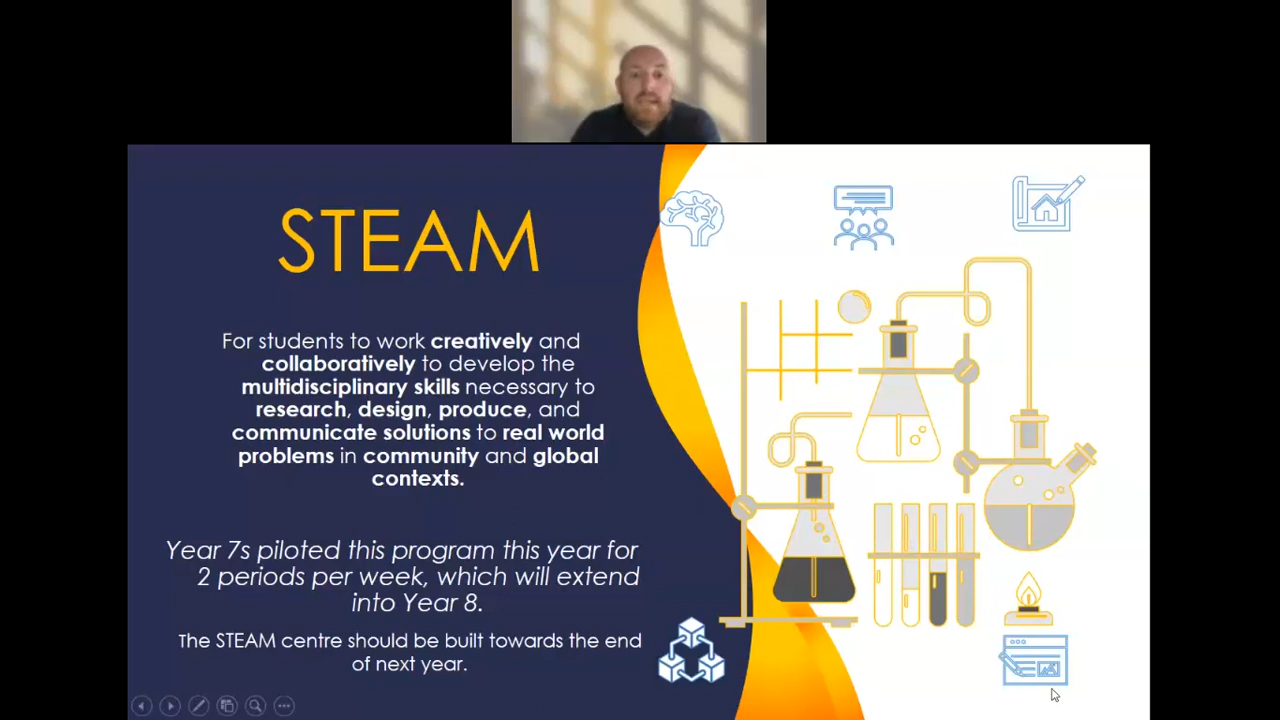 STEAM
For students to work creatively and
collaboratively to develop the
multidisciplinary skills necessary to
research, design, produce, and
communicate solutions to real world
problems in community and global
contexts.
Year 7s piloted this program this year for
2 periods per week, which will extend
into Year 8.
The STEAM centre should be built towards the end
of next year.